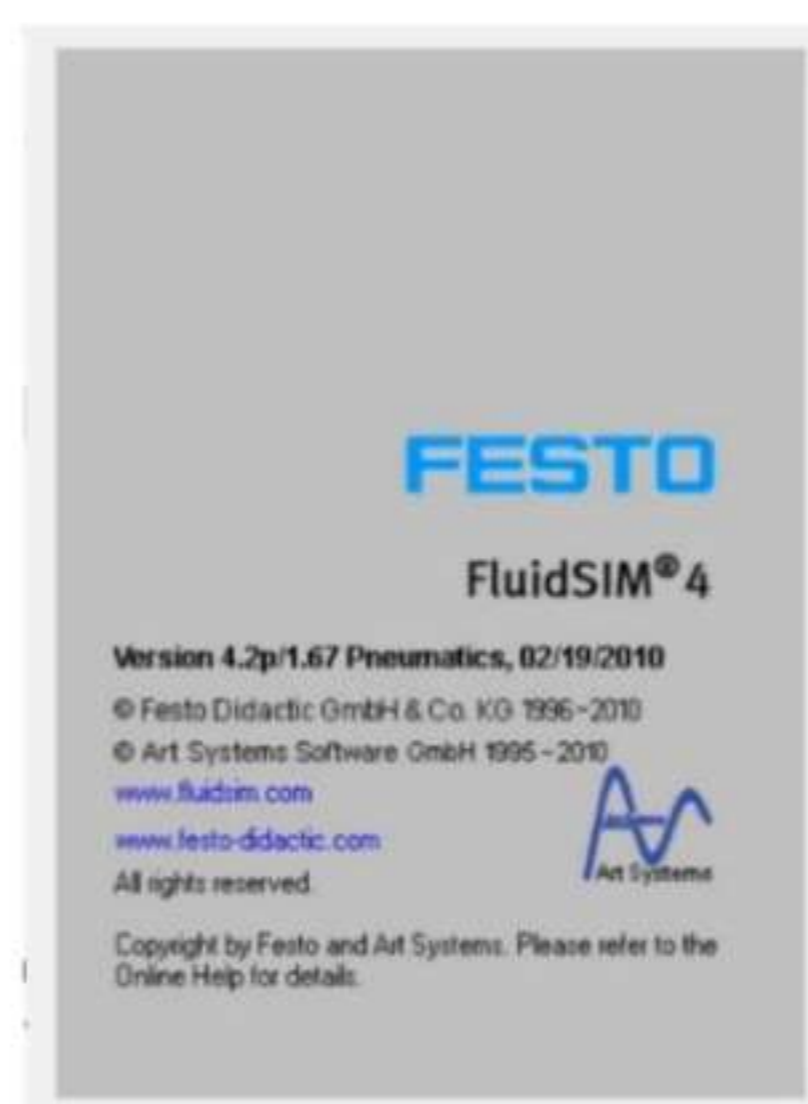 FESTO
FluidSIM® 4
Version 4.2p/1.67 Pneumatics, 02/19/2010
© Festo Didactic GmbH & Co. KG 1996-2010
© Art Systems Software GmbH 1995-2010
www.fluidsim.com
www.festo-didactic.com
Art Systems
All rights reserved.
Copyright by Festo and Art Systems. Please refer to the
Online Help for details.